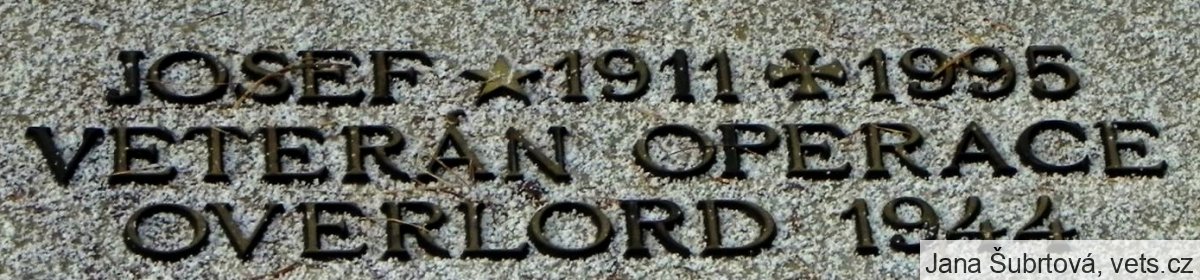 JOSEF ★ 1911 ✠ 1995
VETERÁN OPERACE
OVERLORD 1944
Jana Šubrtová, vets.cz